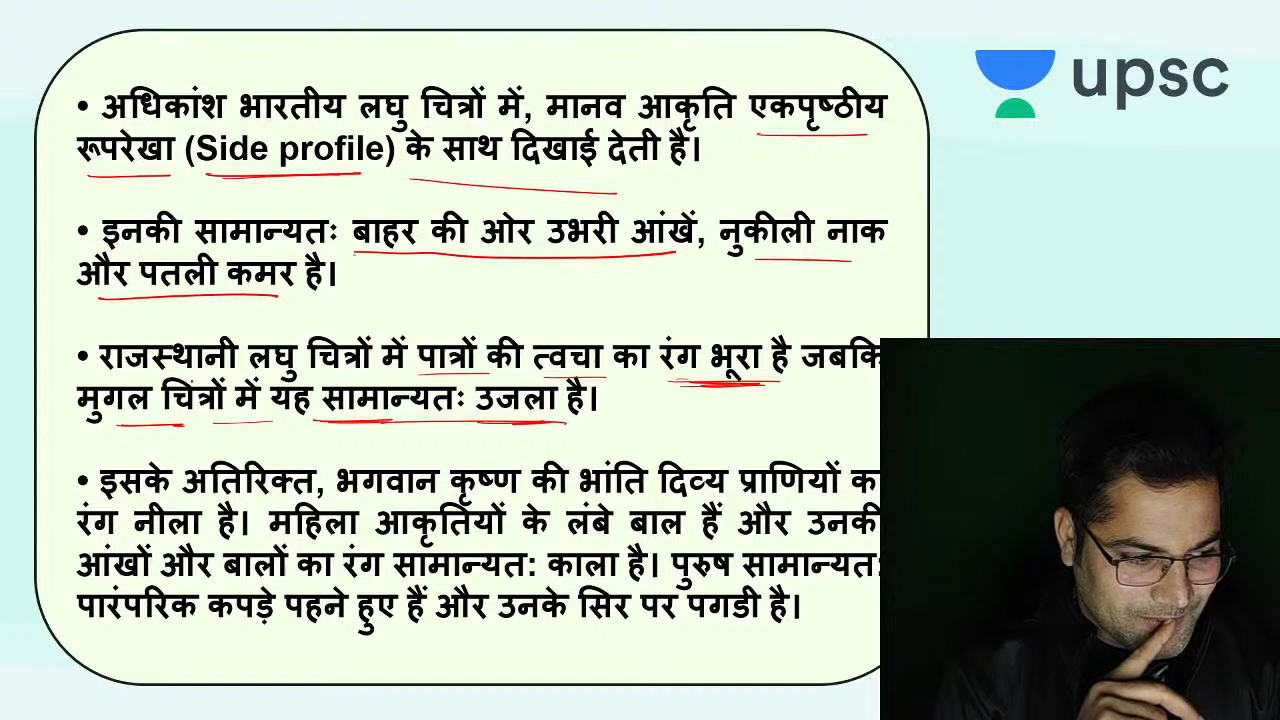 • अधिकांश भारतीय लघु चित्रों में, मानव आकृति एकपृष्ठीय
रूपरेखा (Side profile) के साथ दिखाई देती है।
• इनकी सामान्यतः बाहर की ओर उभरी आंखें, नुकीली नाक
और पतली कमर है।
• राजस्थानी लघु चित्रों में पात्रों की त्वचा का रंग भूरा है जबकि
मुगल चित्रों में यह सामान्यतः उजला है।
• इसके अतिरिक्त, भगवान कृष्ण की भांति दिव्य प्राणियों
रंग नीला है। महिला आकृतियों के लंबे बाल हैं और उनकी
आंखों और बालों का रंग सामान्यत: काला है। पुरुष सामान्यत:
पारंपरिक कपड़े पहने हुए हैं और उनके सिर पर पगडी है।
upsc